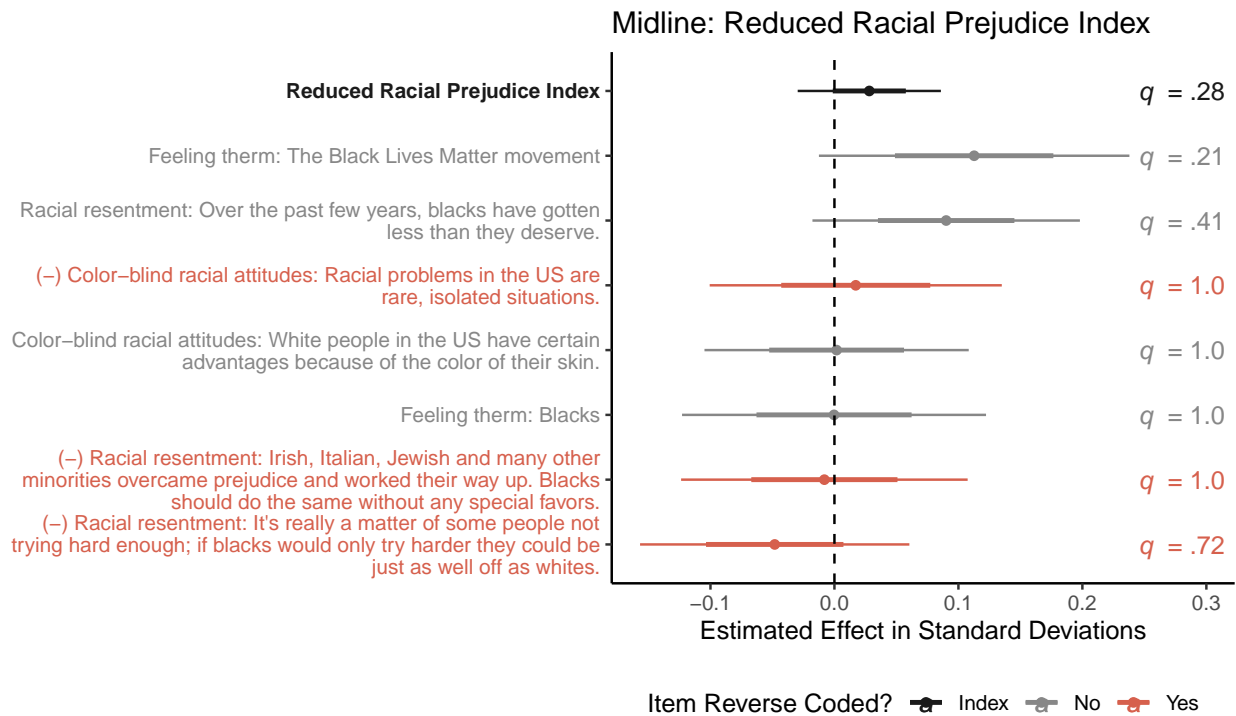 Midline: Reduced Racial Prejudice Index
Reduced Racial Prejudice Index
q = .28
Feeling therm: The Black Lives Matter movement
q = .21
Racial resentment: Over the past few years, blacks have gotten
less than they deserve.
q = .41
(−) Color−blind racial attitudes: Racial problems in the US are
rare, isolated situations.
q = 1.0
Color−blind racial attitudes: White people in the US have certain
advantages because of the color of their skin.
q = 1.0
Feeling therm: Blacks
q = 1.0
(−) Racial resentment: Irish, Italian, Jewish and many other
minorities overcame prejudice and worked their way up. Blacks
should do the same without any special favors.
q = 1.0
(−) Racial resentment: It's really a matter of some people not
trying hard enough; if blacks would only try harder they could be
just as well off as whites.
q = .72
−0.1 0.0 0.1 0.2 0.3
Estimated Effect in Standard Deviations
Item Reverse Coded? a Index a No a Yes